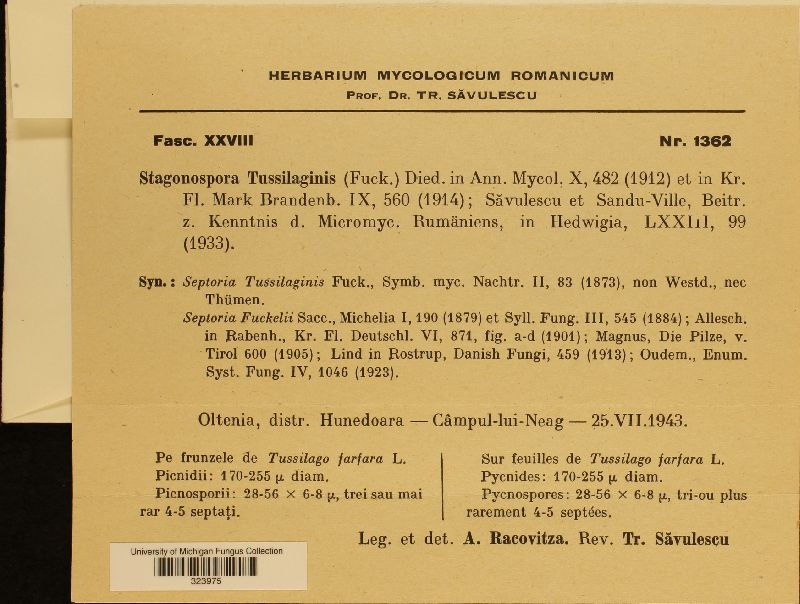 HERBARIUM MYCOLOGICUM ROMANICUM
PROF. DR. TR. SĂVULESCU
Fasc. XXVIII
Nr. 1362
Stagonospora Tussilaginis (Fuck.) Died. in Ann. Mycol. X, 482 (1912) et in Kr.
Fl. Mark Brandenb. IX, 560 (1914); Săvulescu et Sandu-Ville, Beitr.
z. Kenntnis d. Micromyc. Rumäniens, in Hedwigia, LXXIII, 99
(1933).
Syn.: Septoria Tussilaginis Fuck., Symb. myc. Nachtr. II, 83 (1873), non Westd., nec
Thümen.
Septoria Fuckelii Sacc., Michelia I, 190 (1879) et Syll. Fung. III, 545 (1884); Allesch.
in Rabenh., Kr. Fl. Deutschl. VI, 871, fig. a-d (1901); Magnus, Die Pilze, v.
Tirol 600 (1905); Lind in Rostrup, Danish Fungi, 459 (1913); Oudem., Enum.
Syst. Fung. IV, 1046 (1923).
Oltenia, distr. Hunedoara — Câmpul-lui-Neag — 25.VII.1943.
Pe frunzele de Tussilago farfara L.
Picnidii: 170-255 µ diam.
Picnosporii: 28-56 × 6-8 µ, trei sau mai
rar 4-5 septați.
Sur feuilles de Tussilago farfara L.
Pycnides: 170-255 µ diam.
Pycnospores: 28-56 × 6-8 µ, tri-ou plus
rarement 4-5 septées.
Leg. et det. A. Racovitza. Rev. Tr. Săvulescu
University of Michigan Fungus Collection
323975